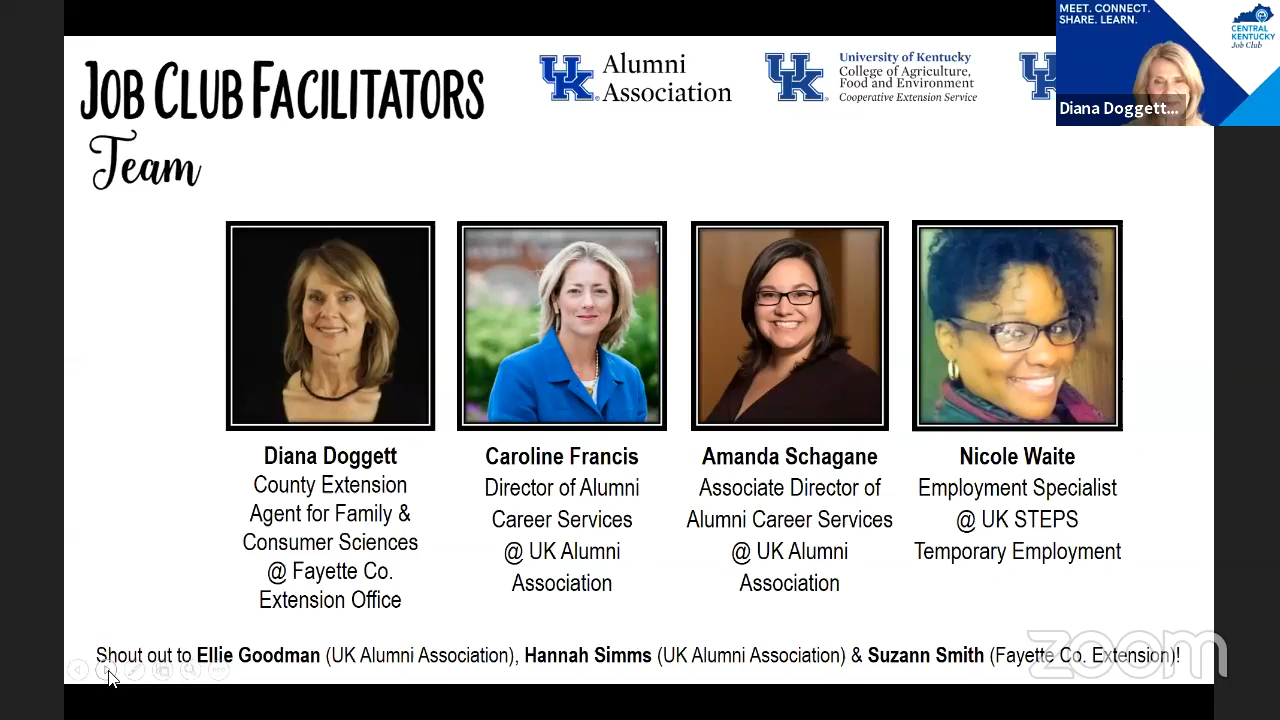 JOB CLUB FACILITATORS
Team
UK Alumni
Association
UK University of Kentucky
College of Agriculture,
Food and Environment
Cooperative Extension Service
MEET. CONNECT.
SHARE. LEARN.
CENTRAL
KENTUCKY
Job Club
Diana Doggett...
Diana Doggett
County Extension
Agent for Family &
Consumer Sciences
@ Fayette Co.
Extension Office
Caroline Francis
Director of Alumni
Career Services
@ UK Alumni
Association
Amanda Schagane
Associate Director of
Alumni Career Services
@ UK Alumni
Association
Nicole Waite
Employment Specialist
@ UK STEPS
Temporary Employment
Shout out to Ellie Goodman (UK Alumni Association), Hannah Simms (UK Alumni Association) & Suzann Smith (Fayette Co. Extension)!
zoom